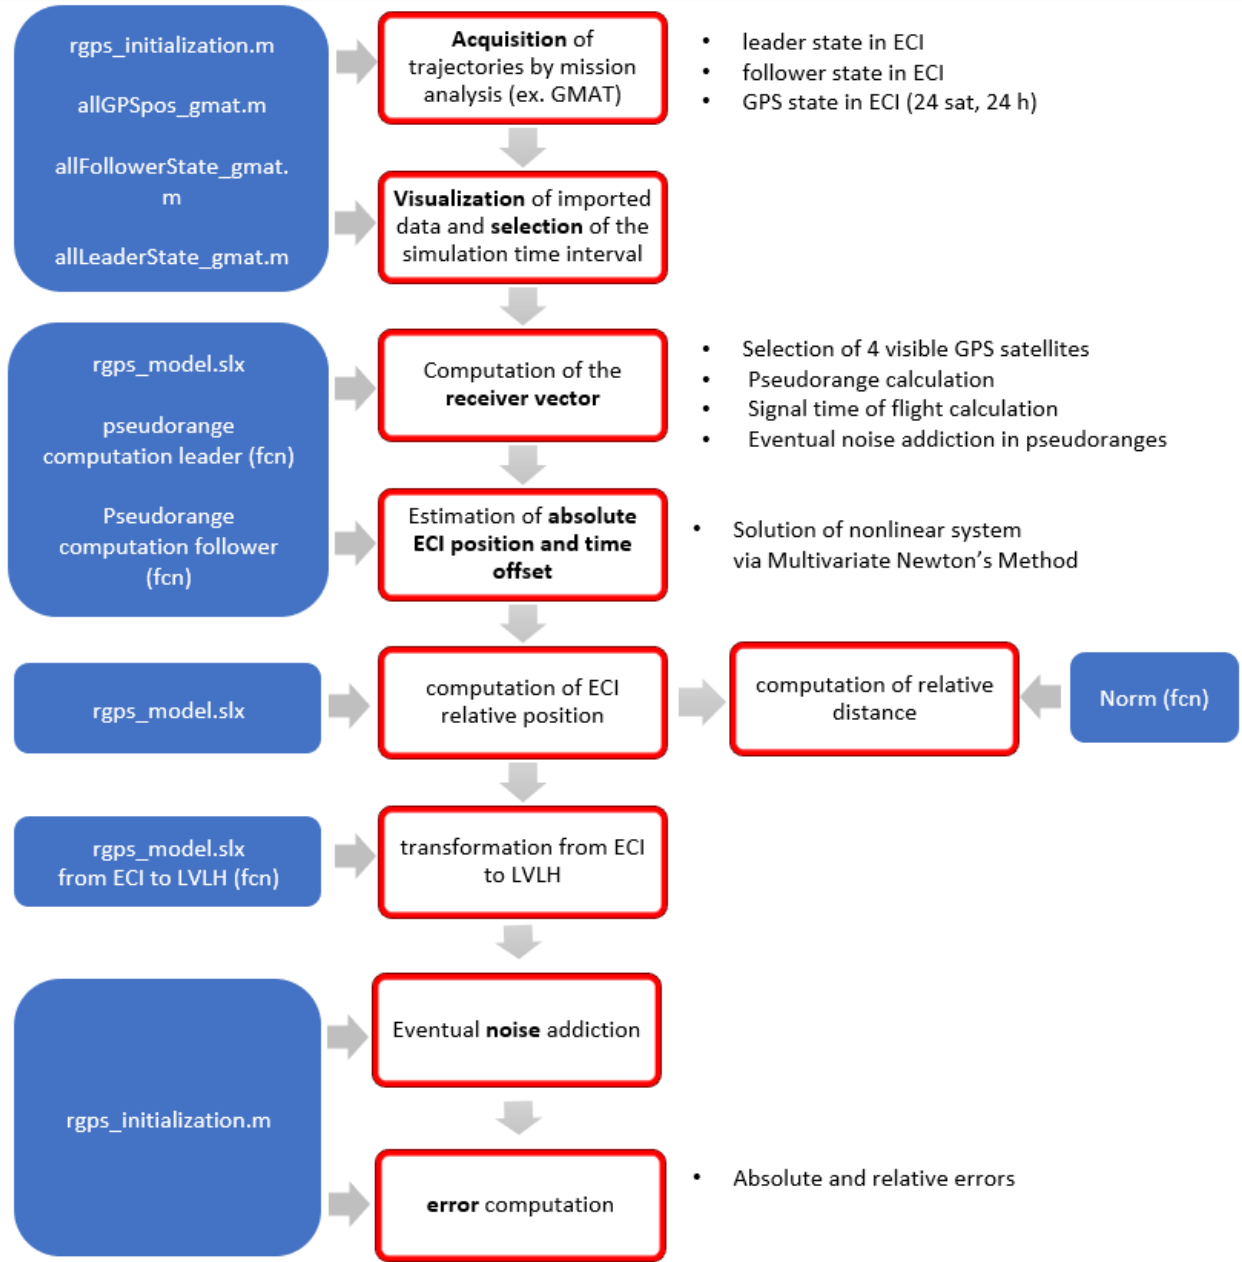 rgps_initialization.m
allGPSpos_gmat.m
allFollowerState_gmat.
m
allLeaderState_gmat.m
Acquisition of
trajectories by mission
analysis (ex. GMAT)
• leader state in ECI
• follower state in ECI
• GPS state in ECI (24 sat, 24 h)
Visualization of imported
data and selection of the
simulation time interval
rgps_model.slx
pseudorange
computation leader (fcn)
Pseudorange
computation follower
(fcn)
Computation of the
receiver vector
• Selection of 4 visible GPS satellites
• Pseudorange calculation
• Signal time of flight calculation
• Eventual noise addiction in pseudoranges
Estimation of absolute
ECI position and time
offset
• Solution of nonlinear system
via Multivariate Newton's Method
rgps_model.slx
computation of ECI
relative position
computation of relative
distance
Norm (fcn)
rgps_model.slx
from ECI to LVLH (fcn)
transformation from ECI
to LVLH
rgps_initialization.m
Eventual noise addiction
error computation
• Absolute and relative errors